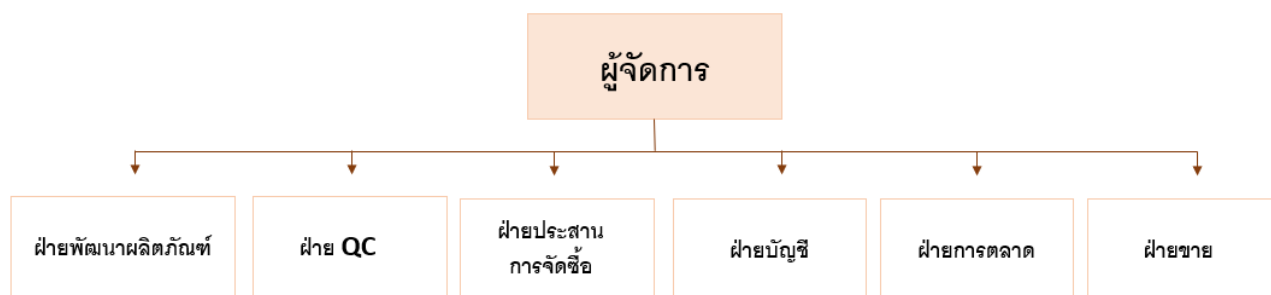 ผู้จัดการ
ฝ่ายพัฒนาผลิตภัณฑ์
ฝ่าย QC
ฝ่ายประสาน
การจัดซื้อ
ฝ่ายบัญชี
ฝ่ายการตลาด
ฝ่ายขาย